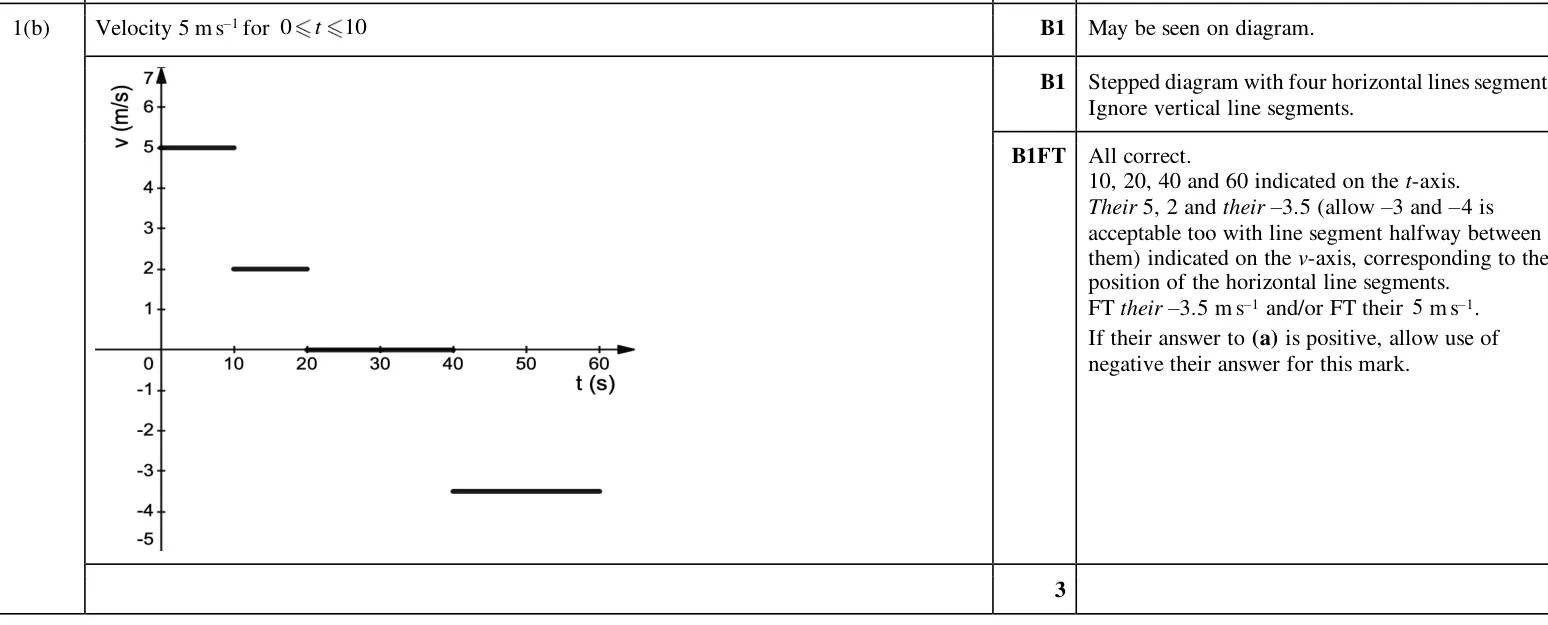 1(b)
Velocity 5 m s⁻¹ for 0 ⩽ t ⩽ 10
B1
May be seen on diagram.
B1
Stepped diagram with four horizontal lines segment
Ignore vertical line segments.
B1FT
All correct.
10, 20, 40 and 60 indicated on the t-axis.
Their 5, 2 and their –3.5 (allow –3 and –4 is
acceptable too with line segment halfway between
them) indicated on the v-axis, corresponding to the
position of the horizontal line segments.
FT their –3.5 m s⁻¹ and/or FT their 5 m s⁻¹.
If their answer to (a) is positive, allow use of
negative their answer for this mark.
v (m/s)
7
6
5
4
3
2
1
0 10 20 30 40 50 60
t (s)
-1
-2
-3
-4
-5
3